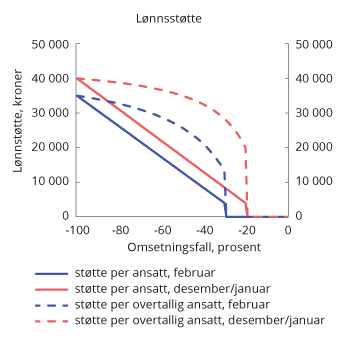 Lønnsstøtte
50 000 50 000
40 000 40 000
30 000 30 000
20 000 20 000
10 000 10 000
0 0
Lønnstøtte, kroner
-100 -80 -60 -40 -20 0
Omsetningsfall, prosent
støtte per ansatt, februar
støtte per ansatt, desember/januar
støtte per overtallig ansatt, februar
støtte per overtallig ansatt, desember/januar